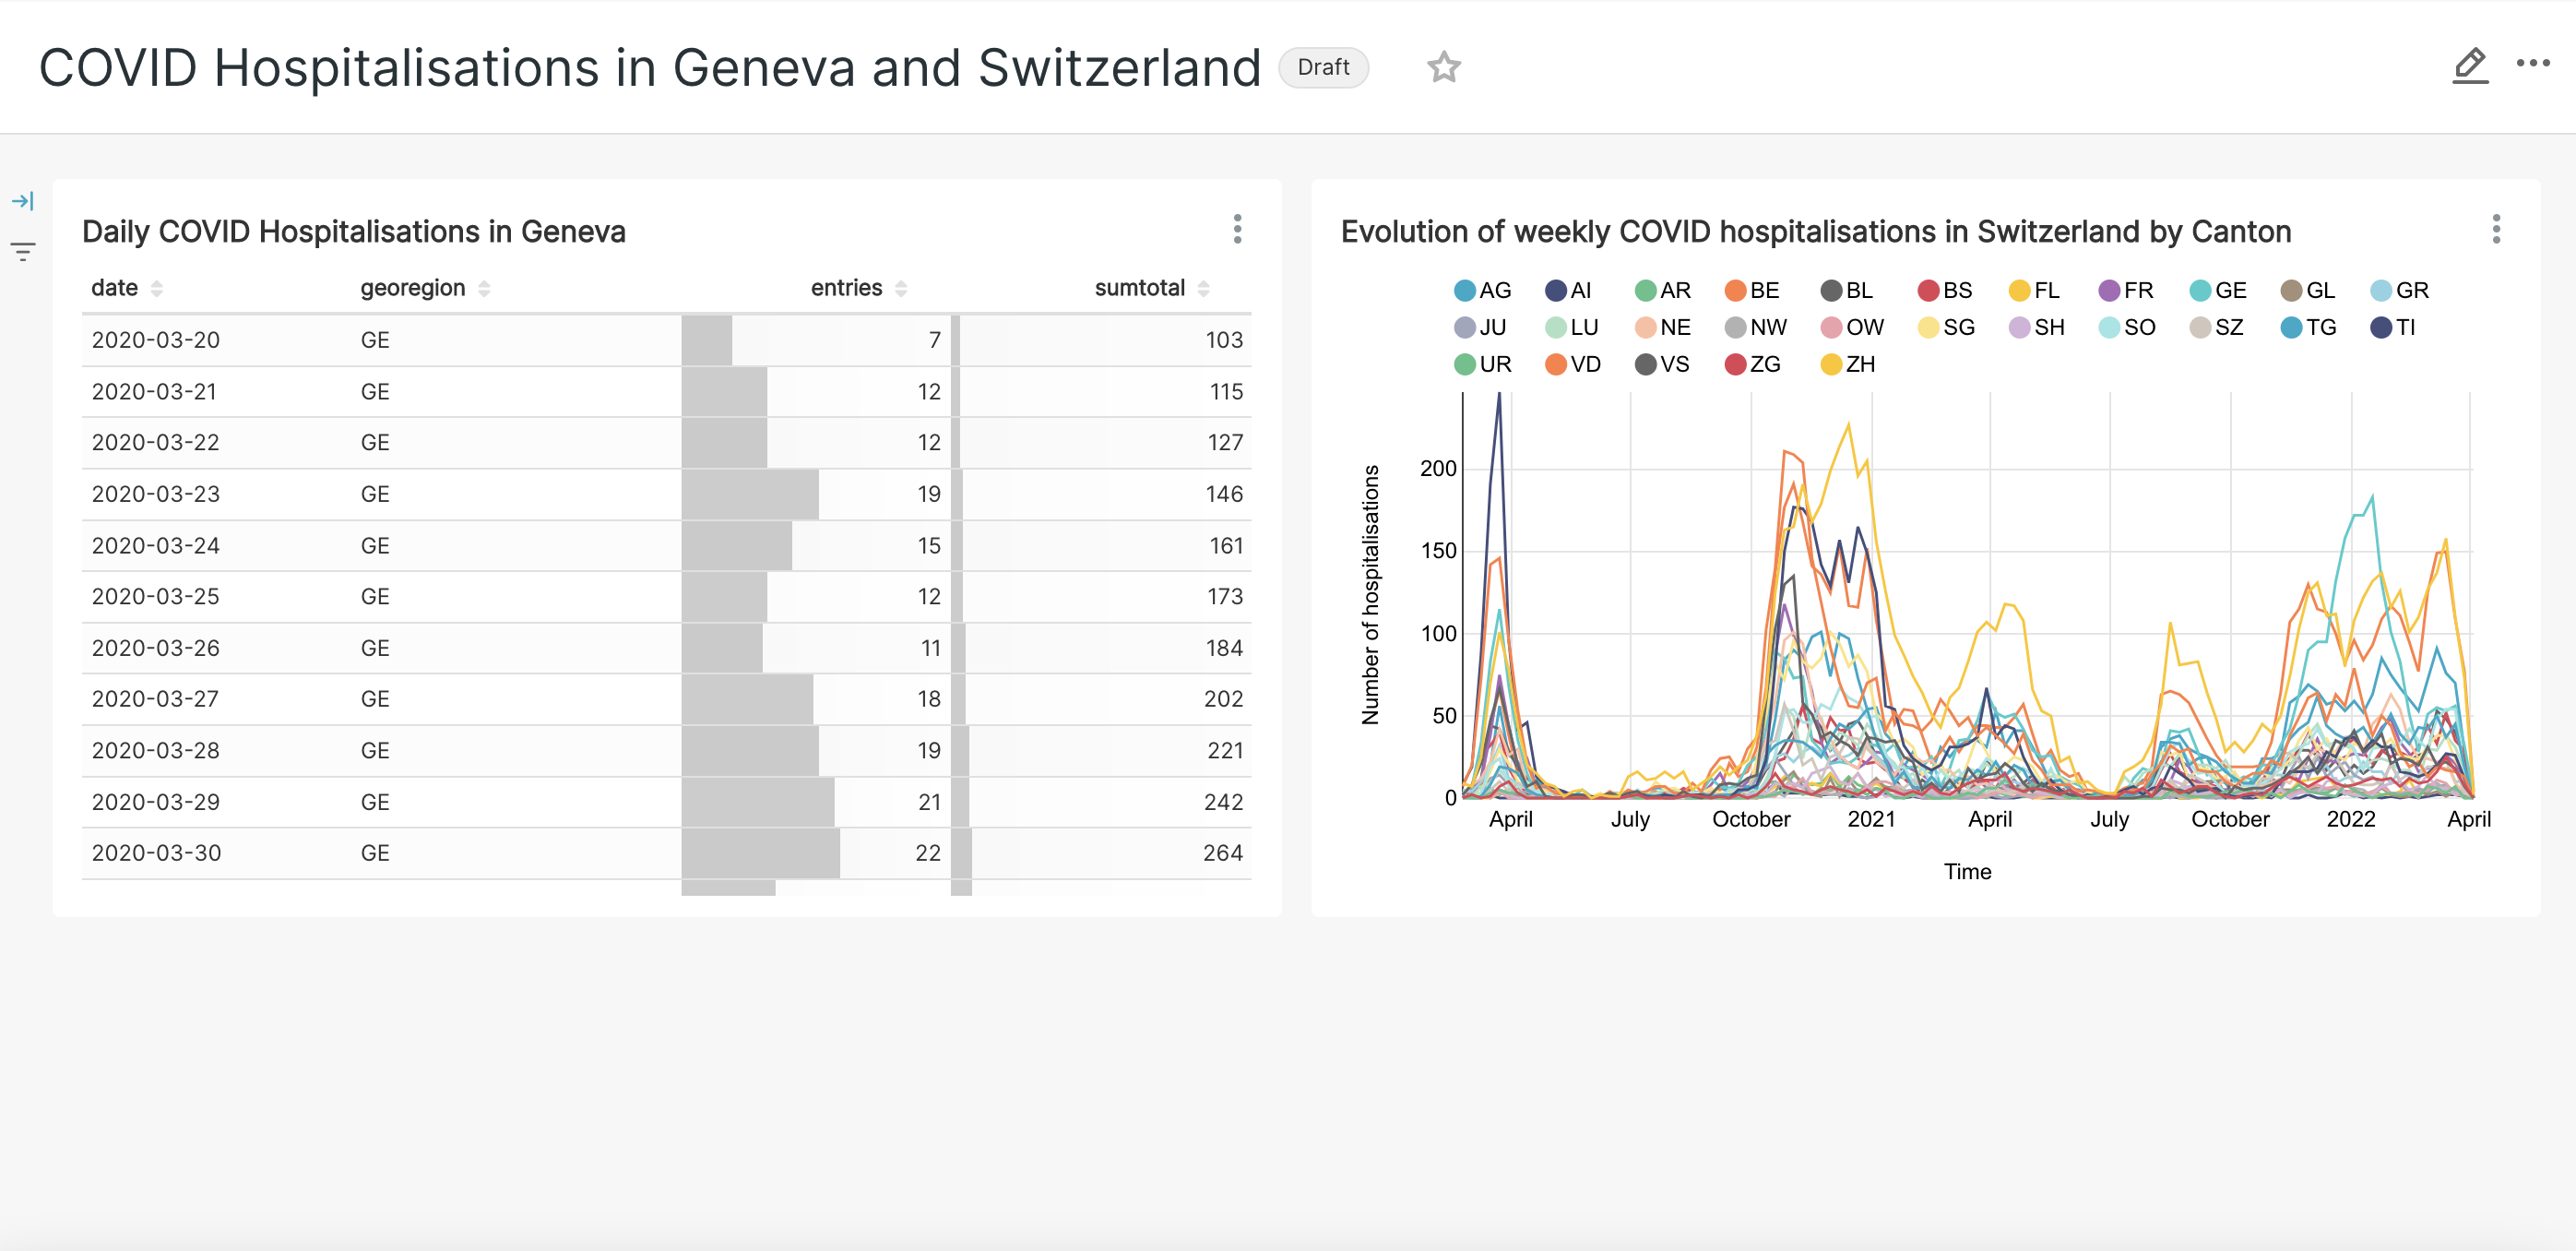 COVID Hospitalisations in Geneva and Switzerland Draft
Daily COVID Hospitalisations in Geneva
date georegion entries sumtotal
2020-03-20 GE 7 103
2020-03-21 GE 12 115
2020-03-22 GE 12 127
2020-03-23 GE 19 146
2020-03-24 GE 15 161
2020-03-25 GE 12 173
2020-03-26 GE 11 184
2020-03-27 GE 18 202
2020-03-28 GE 19 221
2020-03-29 GE 21 242
2020-03-30 GE 22 264
Evolution of weekly COVID hospitalisations in Switzerland by Canton
AG AI AR BE BL BS FL FR GE GL GR
JU LU NE NW OW SG SH SO SZ TG TI
UR VD VS ZG ZH
Number of hospitalisations
200
150
100
50
0
April July October 2021 April July October 2022 April
Time